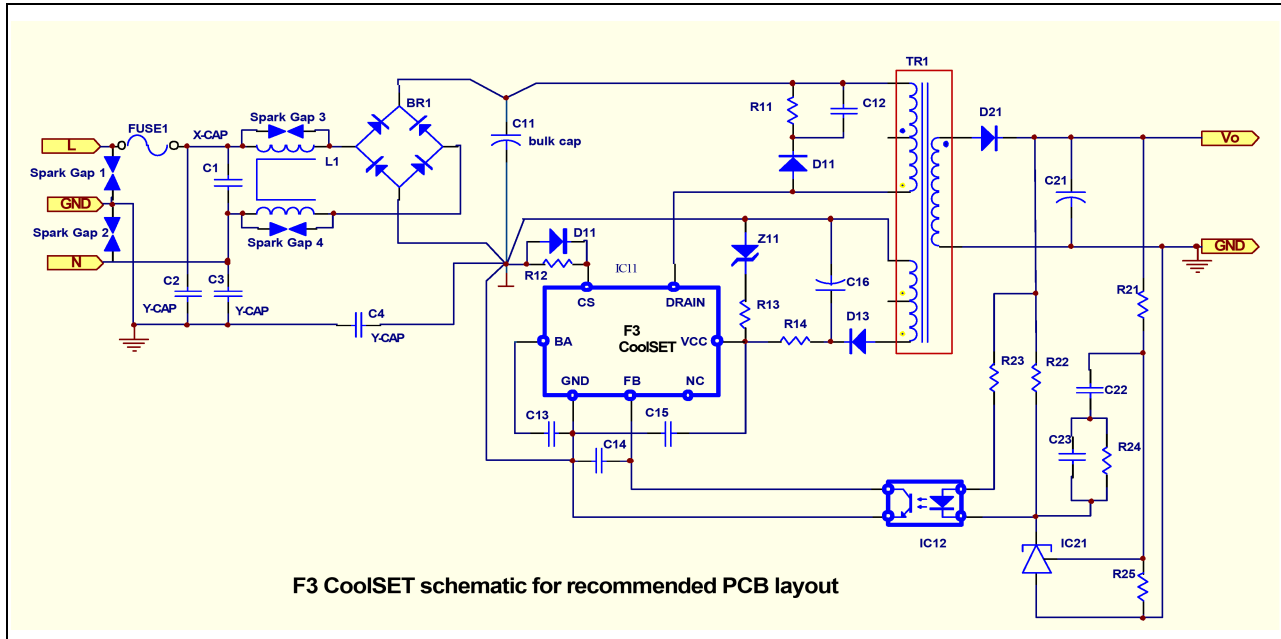 TR1
BR1
R11
C12
D21
FUSE1
X-CAP
Spark Gap 3
C11
bulk cap
L
L1
Vo
C1
D11
Spark Gap 1
C21
GND
Spark Gap 2
Spark Gap 4
D11
Z11
GND
N
R12
IC11
C16
C2
C3
CS
DRAIN
R21
Y-CAP
Y-CAP
R13
C4
R14
D13
Y-CAP
F3
CoolSET
BA
VCC
R23
R22
GND
FB
NC
C22
C13
C15
C14
C23
R24
IC12
IC21
R25
F3 CoolSET schematic for recommended PCB layout